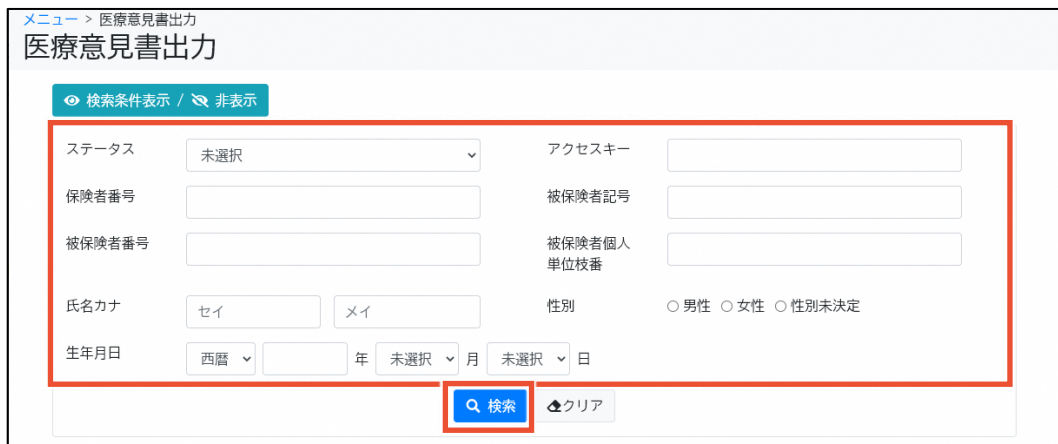 メニュー > 医療意見書出力
医療意見書出力
検索条件表示 / 非表示
ステータス 未選択 アクセスキー
保険者番号 被保険者記号
被保険者番号 被保険者個人
単位枝番
氏名カナ セイ メイ 性別 男性 女性 性別未決定
生年月日 西暦 年 未選択 月 未選択 日
検索 クリア